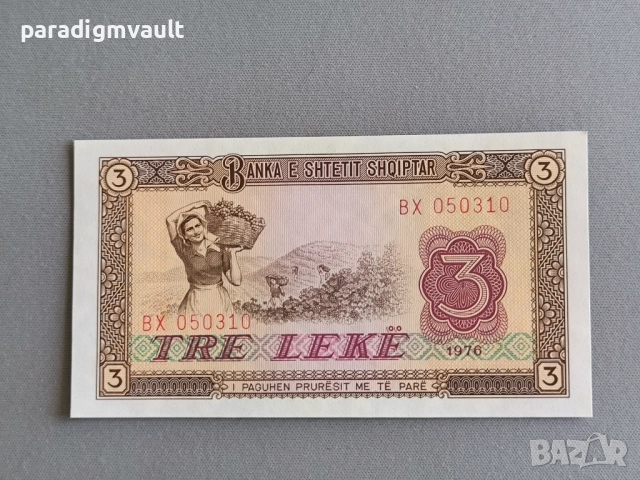 paradigmvault
3 BANKA E SHTETIT SHQIPTAR 3
BX 050310
3
BX 050310
TRE LEKË 1976
3 I PAGUHEN PRURËSIT ME TË PARË 3
BAZAR